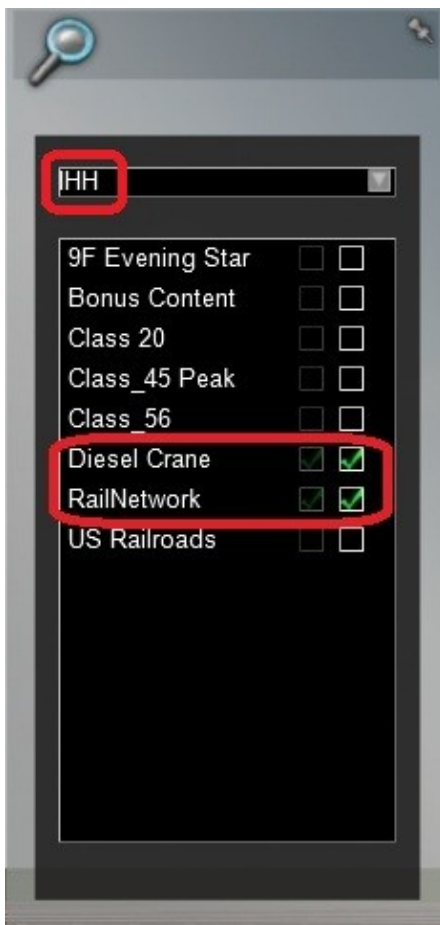 IHH
9F Evening Star
Bonus Content
Class 20
Class_45 Peak
Class_56
Diesel Crane
RailNetwork
US Railroads